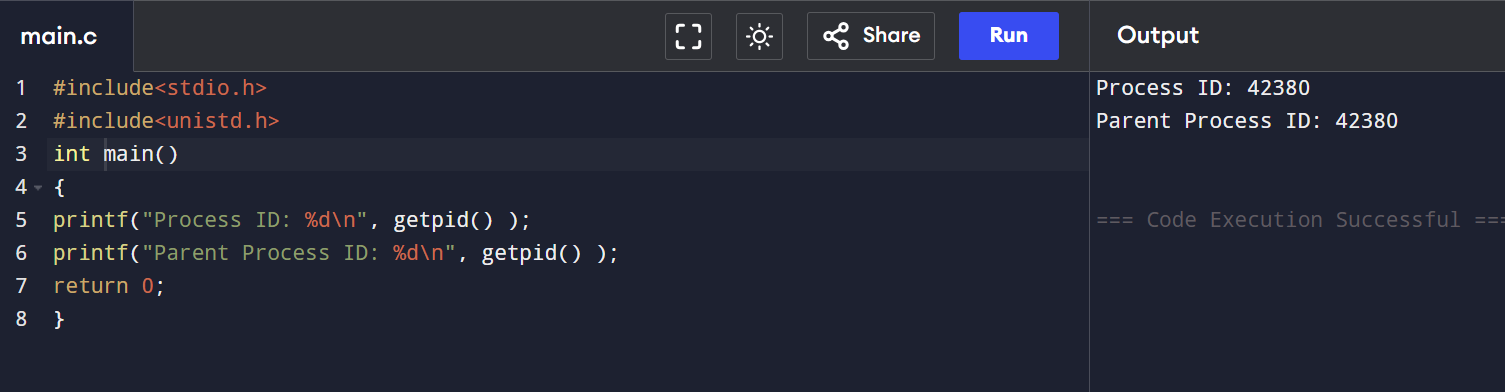 main.c
Share
Run
Output
1 #include<stdio.h>
2 #include<unistd.h>
3 int main()
4 {
5 printf("Process ID: %d\n", getpid() );
6 printf("Parent Process ID: %d\n", getpid() );
7 return 0;
8 }
Process ID: 42380
Parent Process ID: 42380
=== Code Execution Successful ===